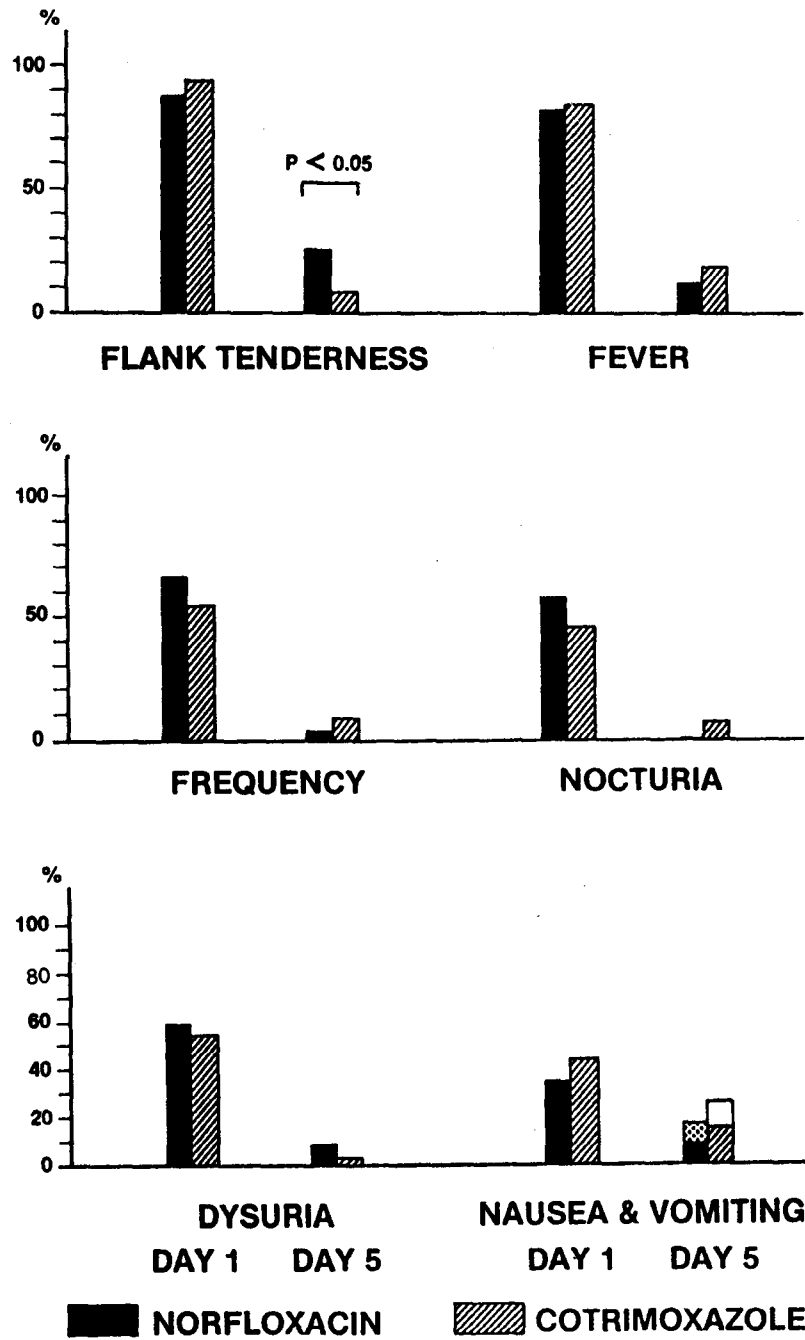 %
100
P < 0.05
50
0
FLANK TENDERNESS FEVER
%
100
50
0
FREQUENCY NOCTURIA
%
100
80
60
40
20
0
DYSURIA NAUSEA & VOMITING
DAY 1 DAY 5 DAY 1 DAY 5
NORFLOXACIN COTRIMOXAZOLE